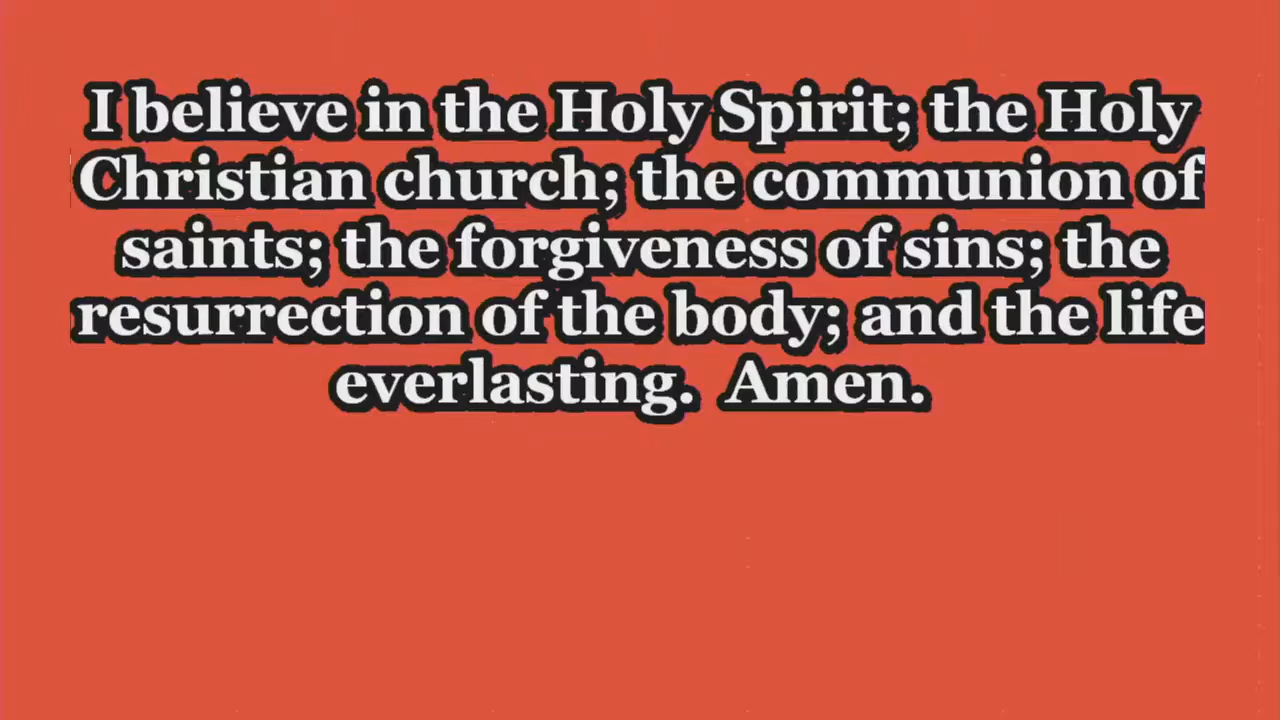 I believe in the Holy Spirit; the Holy
Christian church; the communion of
saints; the forgiveness of sins; the
resurrection of the body; and the life
everlasting.  Amen.